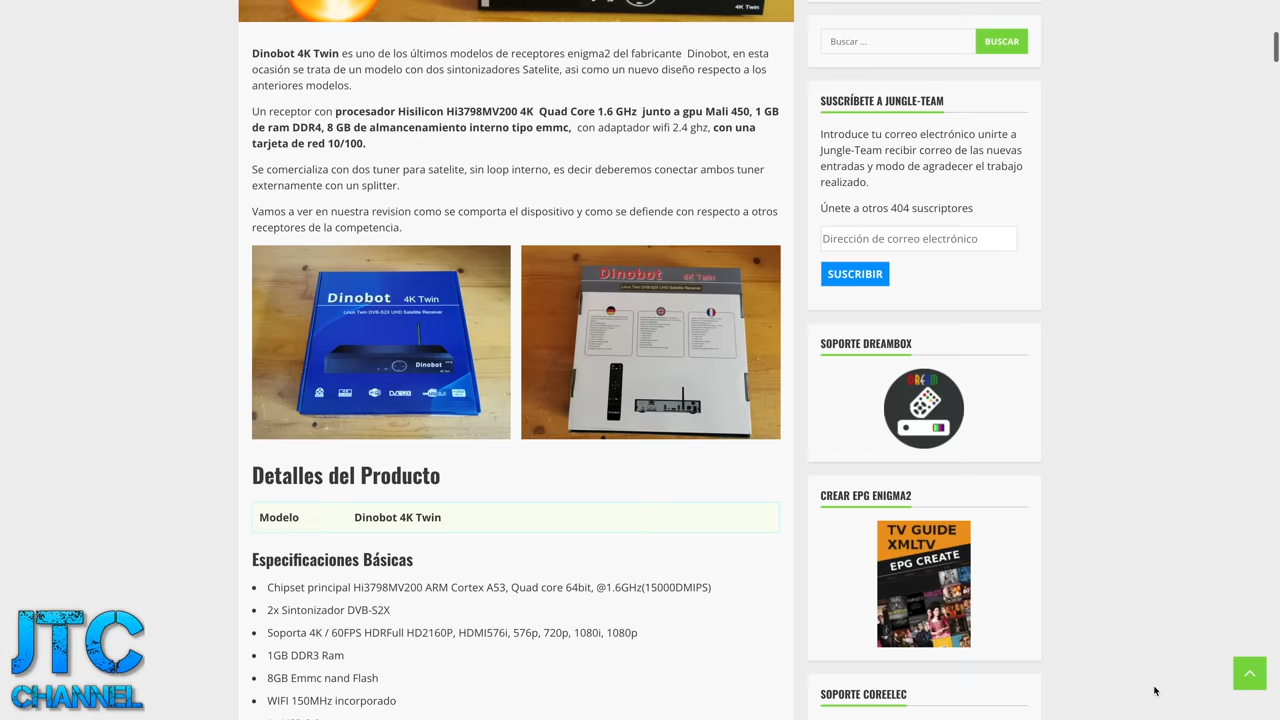 4K Twin
Dinobot 4K Twin es uno de los últimos modelos de receptores enigma2 del fabricante Dinobot, en esta
ocasión se trata de un modelo con dos sintonizadores Satelite, asi como un nuevo diseño respecto a los
anteriores modelos.
Un receptor con procesador Hisilicon Hi3798MV200 4K Quad Core 1.6 GHz junto a gpu Mali 450, 1 GB
de ram DDR4, 8 GB de almancenamiento interno tipo emmc, con adaptador wifi 2.4 ghz, con una
tarjeta de red 10/100.
Se comercializa con dos tuner para satelite, sin loop interno, es decir deberemos conectar ambos tuner
externamente con un splitter.
Vamos a ver en nuestra revision como se comporta el dispositivo y como se defiende con respecto a otros
receptores de la competencia.
Dinobot 4K Twin
Linux Twin DVB-S2X UHD Satellite Receiver
Dinobot
Dinobot 4K Twin
Linux Twin DVB-S2X UHD Satellite Receiver
Detalles del Producto
Modelo Dinobot 4K Twin
Especificaciones Básicas
• Chipset principal Hi3798MV200 ARM Cortex A53, Quad core 64bit, @1.6GHz(15000DMIPS)
• 2x Sintonizador DVB-S2X
• Soporta 4K / 60FPS HDRFull HD2160P, HDMI576i, 576p, 720p, 1080i, 1080p
• 1GB DDR3 Ram
• 8GB Emmc nand Flash
• WIFI 150MHz incorporado
Buscar ...
BUSCAR
SUSCRÍBETE A JUNGLE-TEAM
Introduce tu correo electrónico unirte a
Jungle-Team recibir correo de las nuevas
entradas y modo de agradecer el trabajo
realizado.
Únete a otros 404 suscriptores
Dirección de correo electrónico
SUSCRIBIR
SOPORTE DREAMBOX
DREAM
CREAR EPG ENIGMA2
TV GUIDE
XMLTV
EPG CREATE
SOPORTE COREELEC
JTC
CHANNEL